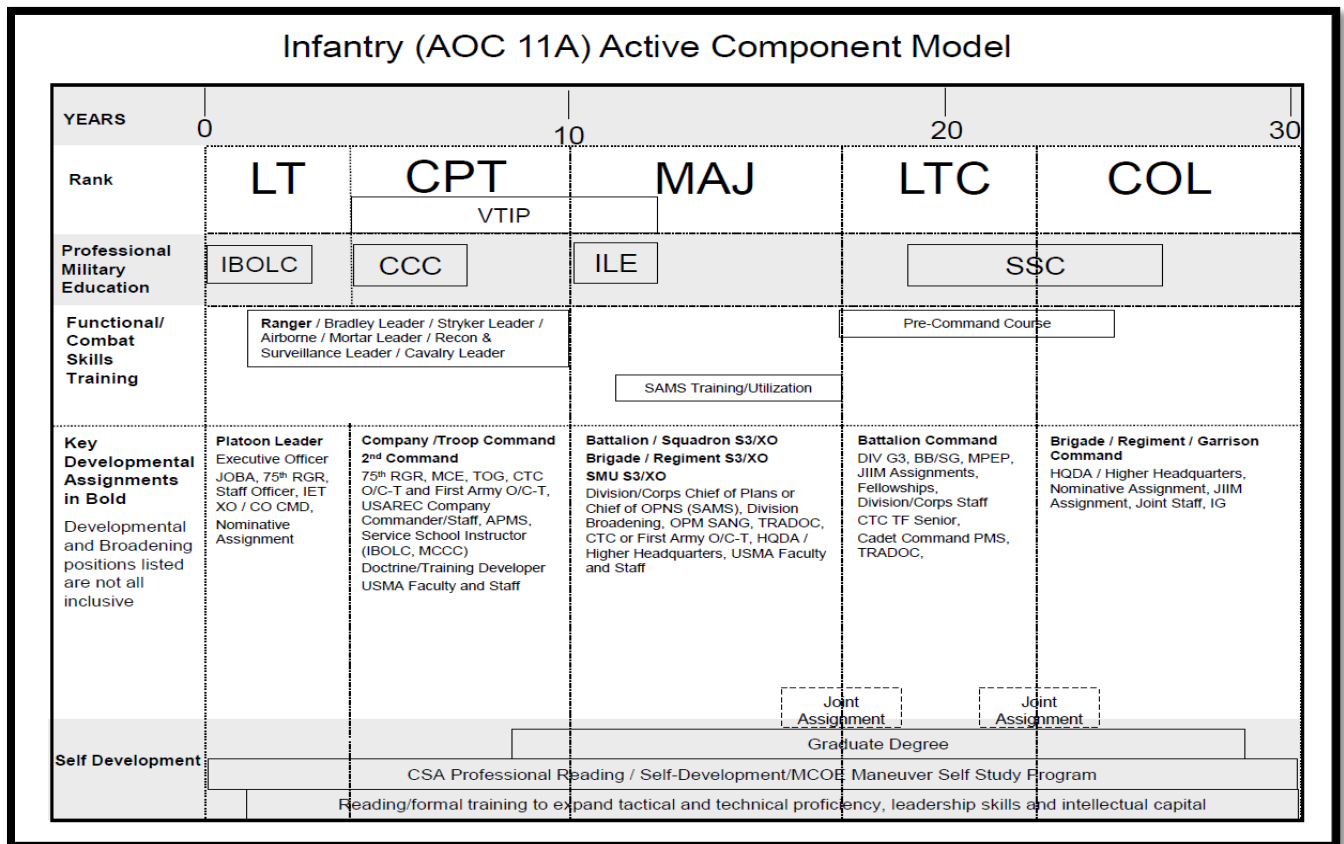 Infantry (AOC 11A) Active Component Model
YEARS
0
10
20
30
Rank
LT
CPT
MAJ
LTC
COL
VTIP
Professional
Military
Education
IBOLC
CCC
ILE
SSC
Functional/
Combat
Skills
Training
Ranger / Bradley Leader / Stryker Leader /
Airborne / Mortar Leader / Recon &
Surveillance Leader / Cavalry Leader
Pre-Command Course
SAMS Training/Utilization
Key
Developmental
Assignments
in Bold
Developmental
and Broadening
positions listed
are not all
inclusive
Platoon Leader
Executive Officer
JOBA, 75th RGR,
Staff Officer, IET
XO / CO CMD,
Nominative
Assignment
Company /Troop Command
2nd Command
75th RGR, MCE, TOG, CTC
O/C-T and First Army O/C-T,
USAREC Company
Commander/Staff, APMS,
Service School Instructor
(IBOLC, MCCC)
Doctrine/Training Developer
USMA Faculty and Staff
Battalion / Squadron S3/XO
Brigade / Regiment S3/XO
SMU S3/XO
Division/Corps Chief of Plans or
Chief of OPNS (SAMS), Division
Broadening, OPM SANG, TRADOC,
CTC or First Army O/C-T, HQDA /
Higher Headquarters, USMA Faculty
and Staff
Battalion Command
DIV G3, BB/SG, MPEP,
JIIM Assignments,
Fellowships,
Division/Corps Staff
CTC TF Senior,
Cadet Command PMS,
TRADOC,
Brigade / Regiment / Garrison
Command
HQDA / Higher Headquarters,
Nominative Assignment, JIIM
Assignment, Joint Staff, IG
Joint
Assignment
Joint
Assignment
Self Development
Graduate Degree
CSA Professional Reading / Self-Development/MCOE Maneuver Self Study Program
Reading/formal training to expand tactical and technical proficiency, leadership skills and intellectual capital